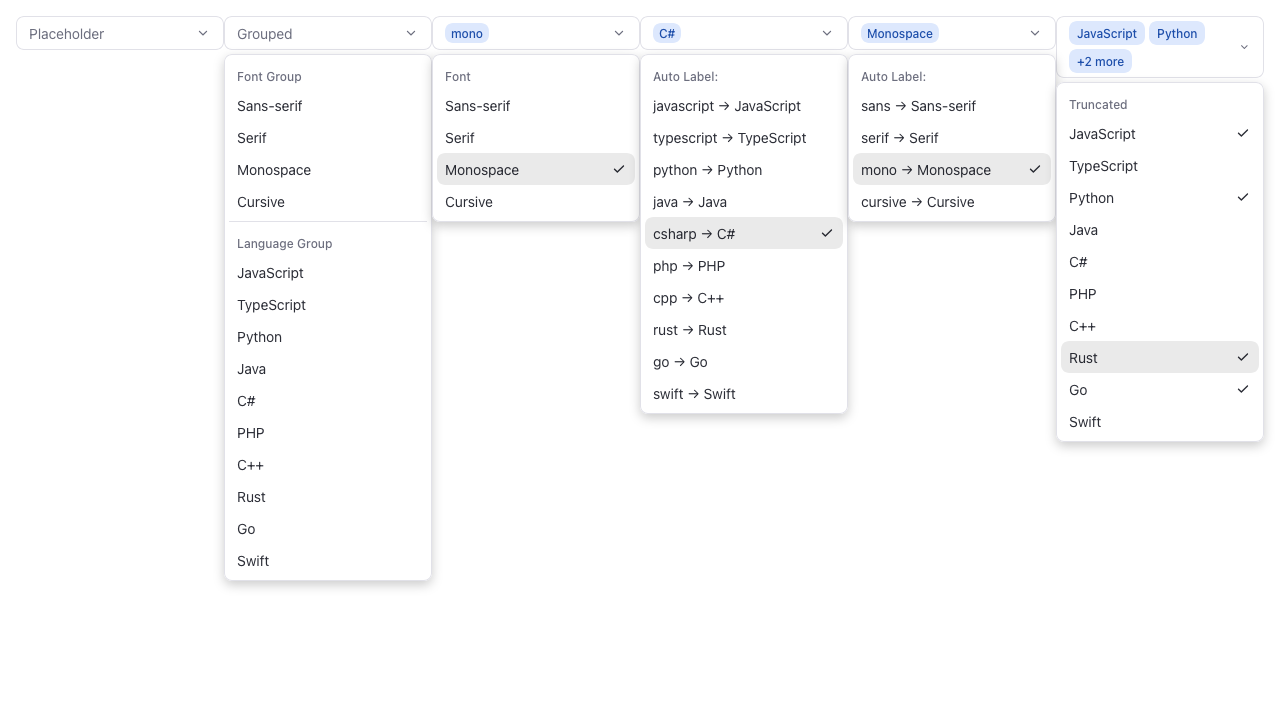 Placeholder
Grouped
Font Group
Sans-serif
Serif
Monospace
Cursive
Language Group
JavaScript
TypeScript
Python
Java
C#
PHP
C++
Rust
Go
Swift
mono
Font
Sans-serif
Serif
Monospace
Cursive
C#
Auto Label:
javascript → JavaScript
typescript → TypeScript
python → Python
java → Java
csharp → C#
php → PHP
cpp → C++
rust → Rust
go → Go
swift → Swift
Monospace
Auto Label:
sans → Sans-serif
serif → Serif
mono → Monospace
cursive → Cursive
JavaScript Python
+2 more
Truncated
JavaScript
TypeScript
Python
Java
C#
PHP
C++
Rust
Go
Swift